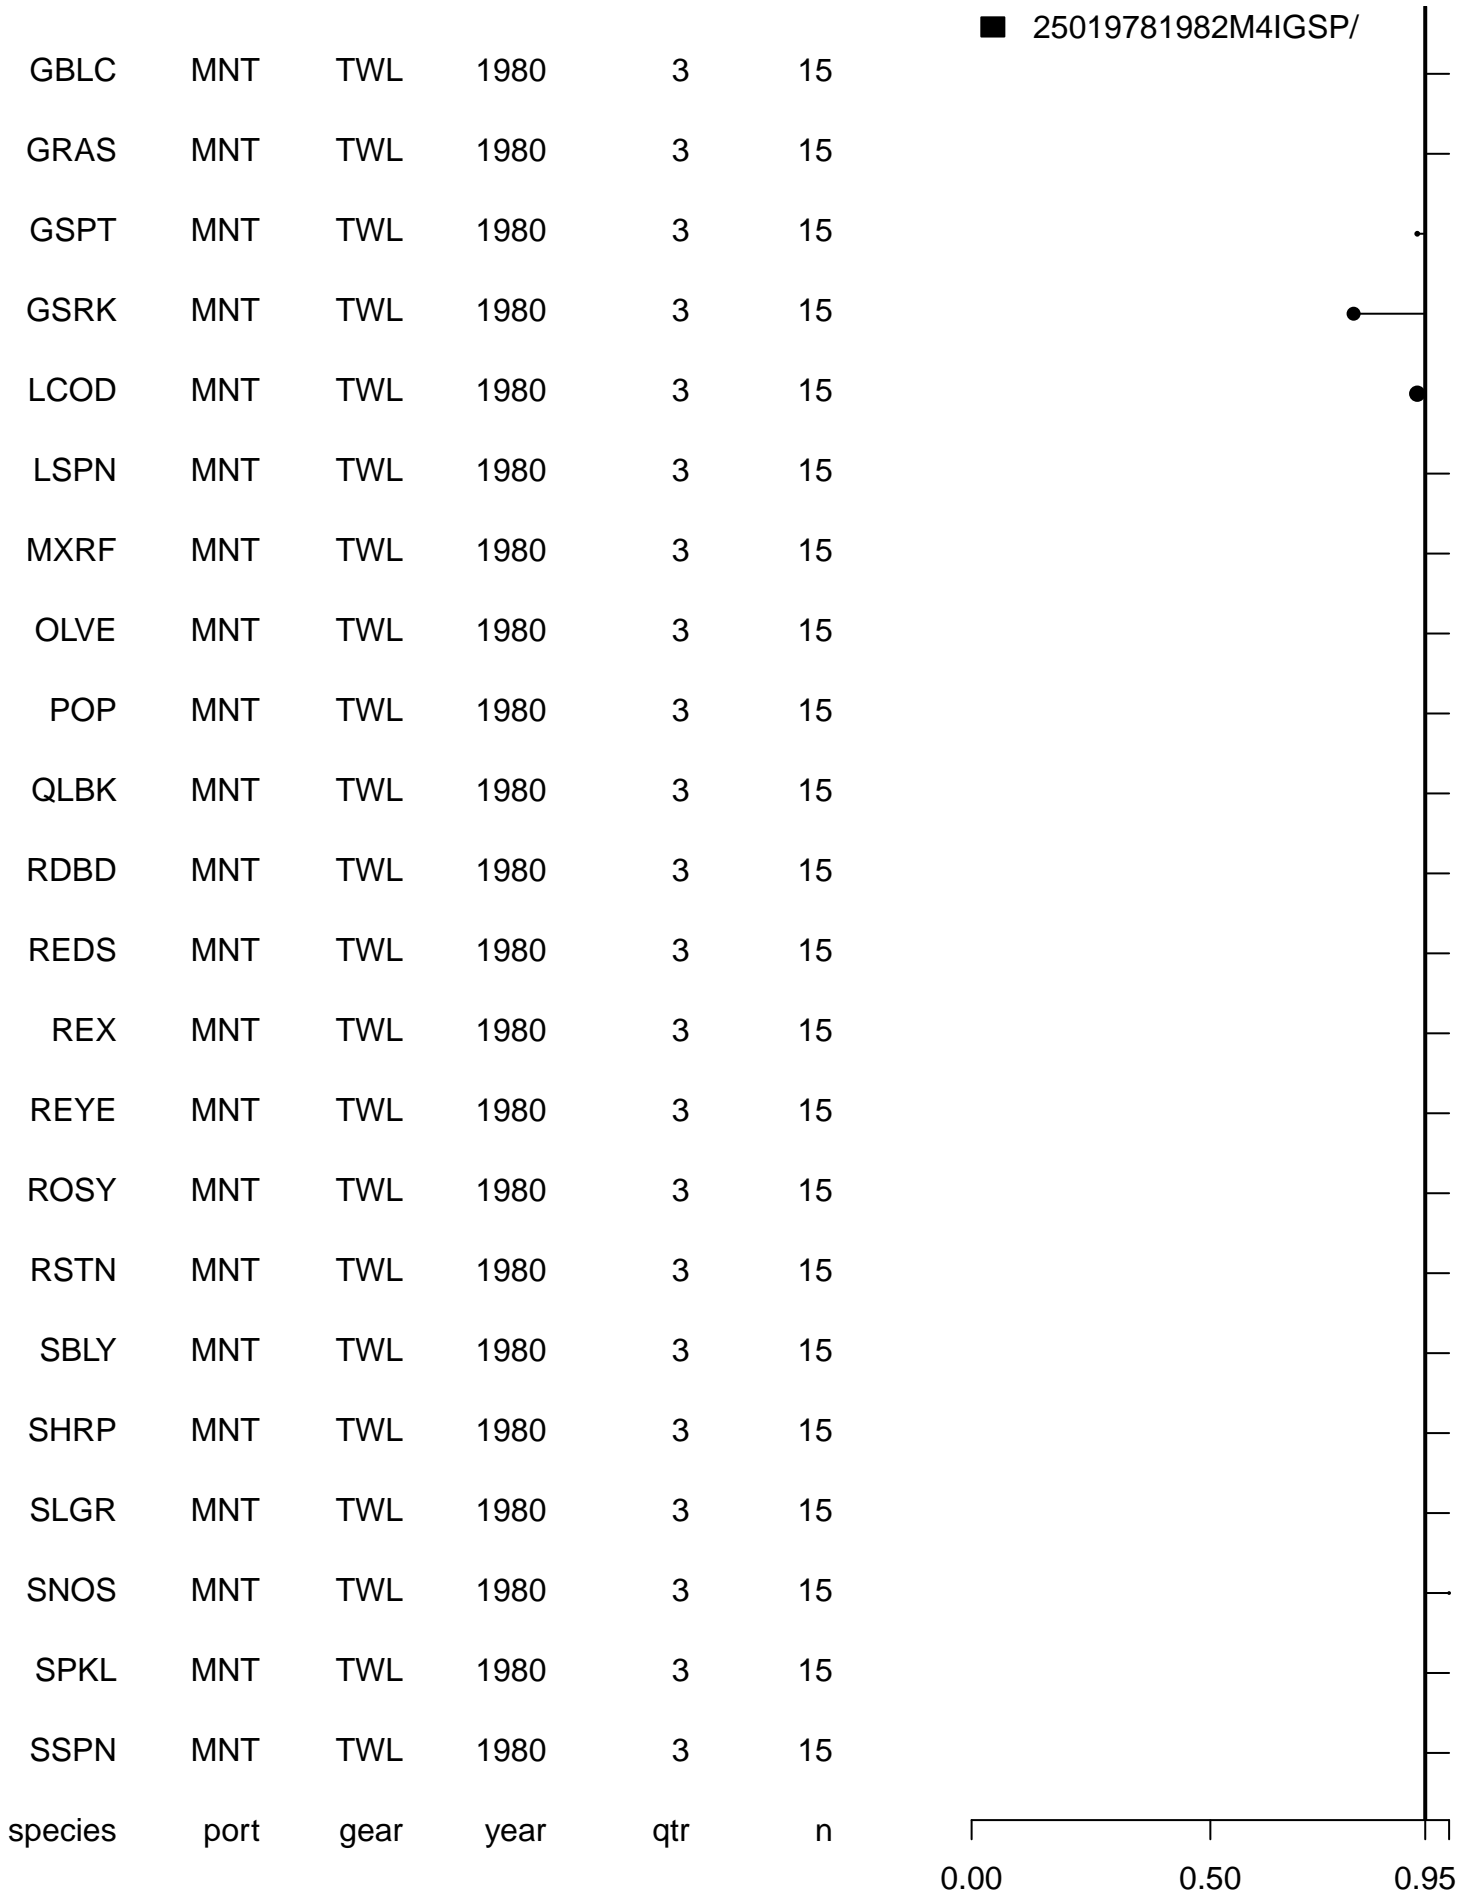 25019781982M4IGSP/
GBLC MNT TWL 1980 3 15
GRAS MNT TWL 1980 3 15
GSPT MNT TWL 1980 3 15
GSRK MNT TWL 1980 3 15
LCOD MNT TWL 1980 3 15
LSPN MNT TWL 1980 3 15
MXRF MNT TWL 1980 3 15
OLVE MNT TWL 1980 3 15
POP MNT TWL 1980 3 15
QLBK MNT TWL 1980 3 15
RDBD MNT TWL 1980 3 15
REDS MNT TWL 1980 3 15
REX MNT TWL 1980 3 15
REYE MNT TWL 1980 3 15
ROSY MNT TWL 1980 3 15
RSTN MNT TWL 1980 3 15
SBLY MNT TWL 1980 3 15
SHRP MNT TWL 1980 3 15
SLGR MNT TWL 1980 3 15
SNOS MNT TWL 1980 3 15
SPKL MNT TWL 1980 3 15
SSPN MNT TWL 1980 3 15
species port gear year qtr n
0.00 0.50 0.95